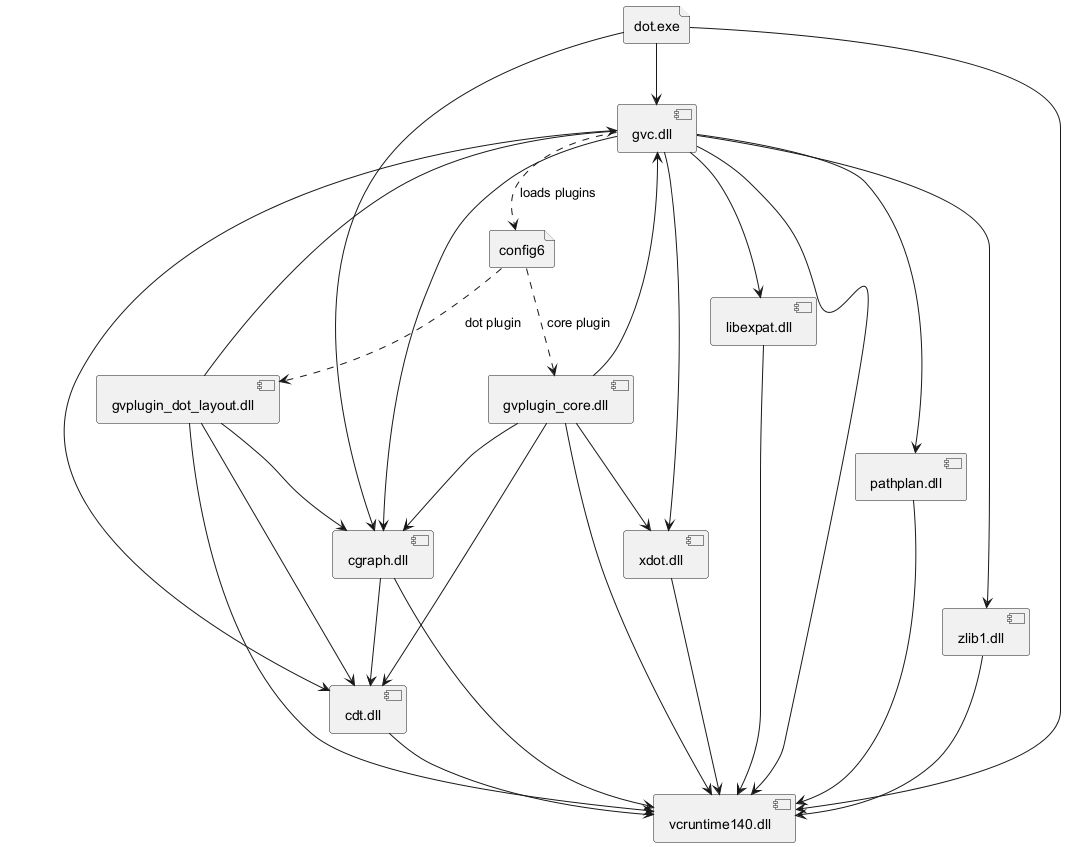 dot.exe
gvc.dll
loads plugins
config6
dot plugin
core plugin
libexpat.dll
gvplugin_dot_layout.dll
gvplugin_core.dll
pathplan.dll
cgraph.dll
xdot.dll
zlib1.dll
cdt.dll
vcruntime140.dll